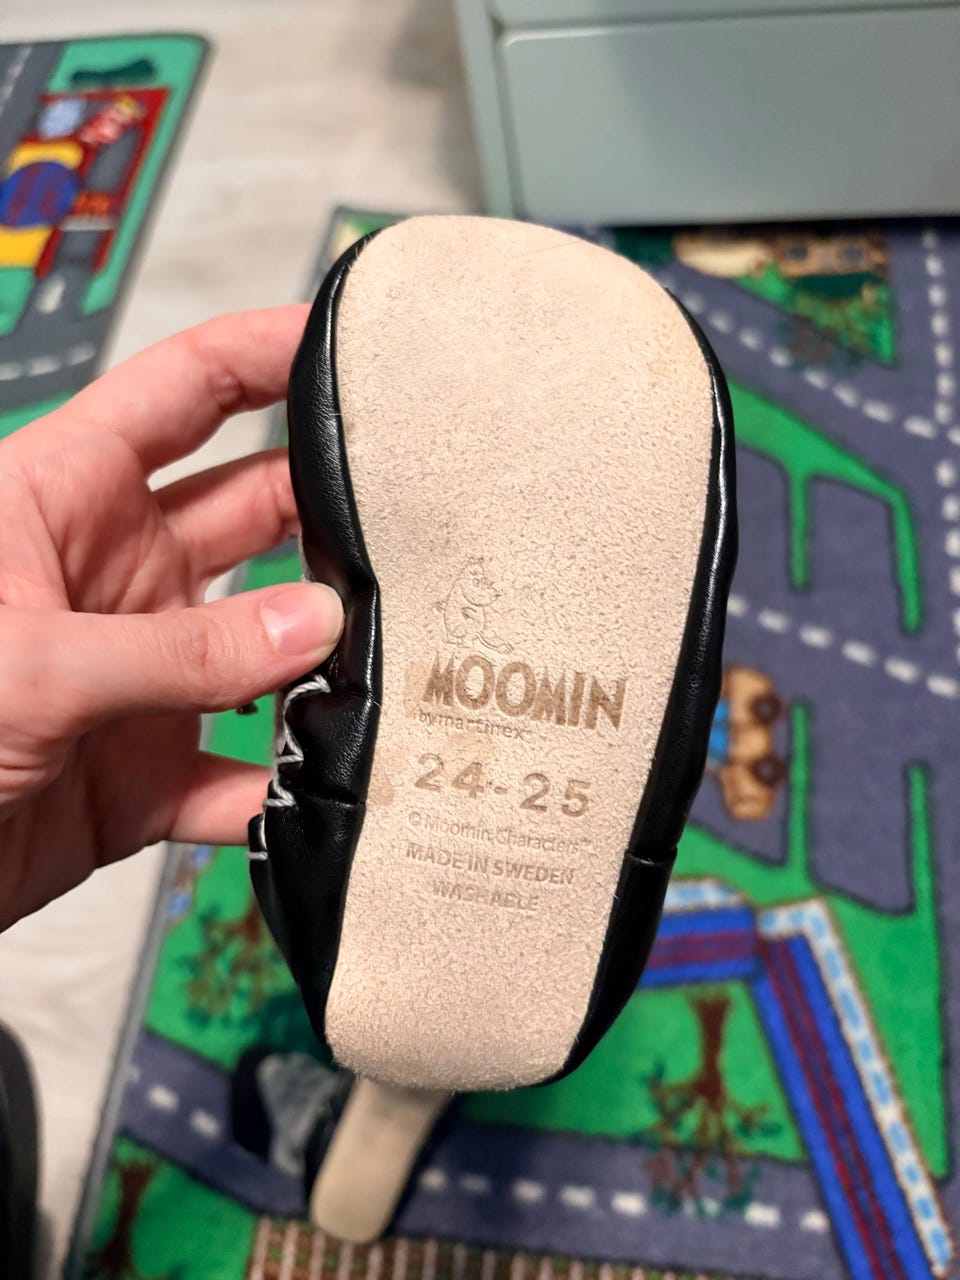 MOOMIN
by martinex
24-25
© Moomin Characters™
MADE IN SWEDEN
WASHABLE